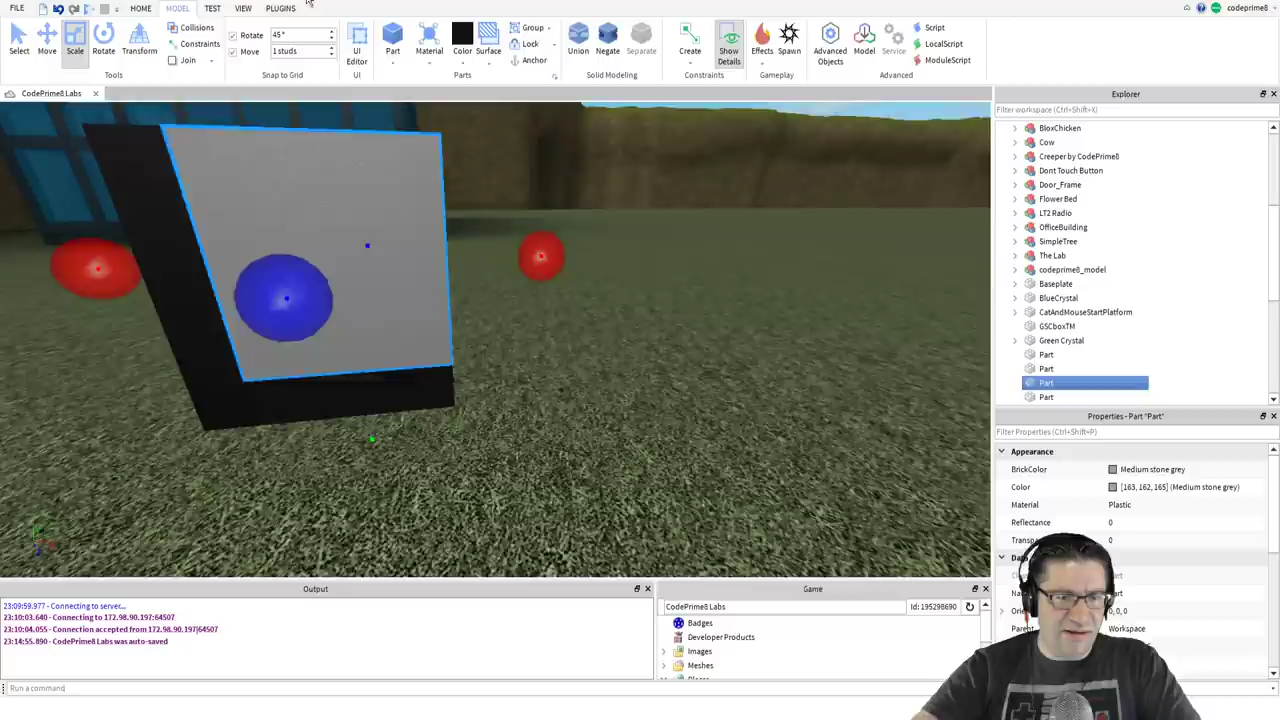 FILE HOME MODEL TEST VIEW PLUGINS codeprime8
Select Move Scale Rotate Transform
Collisions
Constraints
Join
Tools
Rotate 45°
Move 1 studs
Snap to Grid
UI Editor
UI
Part Material Color Surface
Group
Lock
Anchor
Parts
Union Negate Separate
Solid Modeling
Create Show Details
Constraints
Effects Spawn
Gameplay
Advanced Objects Model Service
Script
LocalScript
ModuleScript
Advanced
CodePrime8 Labs
Explorer
Filter workspace (Ctrl+Shift+X)
BloxChicken
Cow
Creeper by CodePrime8
Dont Touch Button
Door_Frame
Flower Bed
LT2 Radio
OfficeBuilding
SimpleTree
The Lab
codeprime8_model
Baseplate
BlueCrystal
CatAndMouseStartPlatform
GSCboxTM
Green Crystal
Part
Part
Part
Part
Properties - Part "Part"
Filter Properties (Ctrl+Shift+P)
Appearance
BrickColor Medium stone grey
Color [163, 162, 165] (Medium stone grey)
Material Plastic
Reflectance 0
0
0, 0, 0
Parent Workspace
Output
23:09:59.977 - Connecting to server...
23:10:03.640 - Connecting to 172.98.90.197:64507
23:10:04.055 - Connection accepted from 172.98.90.197|64507
23:14:55.890 - CodePrime8 Labs was auto-saved
Game
CodePrime8 Labs Id: 195298690
Badges
Developer Products
Images
Meshes
Run a command